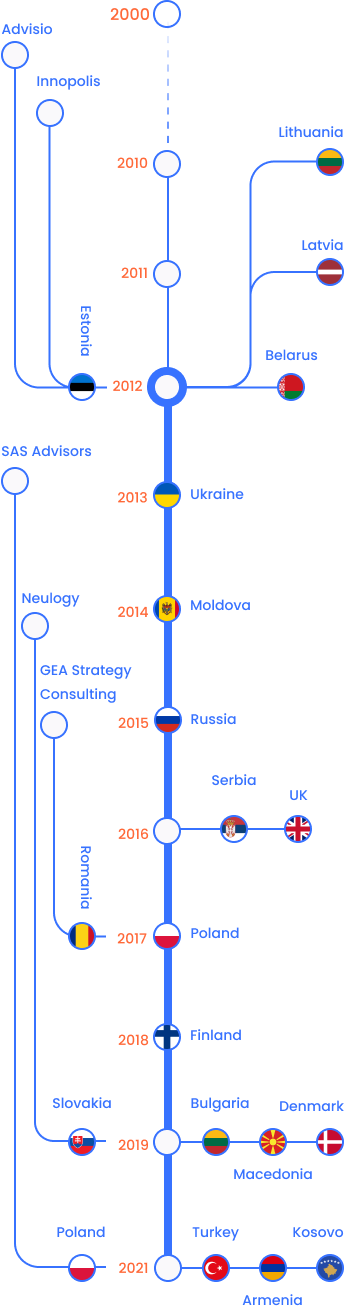 2000
Advisio
Innopolis
Lithuania
2010
Latvia
2011
Estonia
Belarus
2012
SAS Advisors
2013
Ukraine
Neulogy
2014
Moldova
GEA Strategy
Consulting
2015
Russia
Serbia
UK
2016
Romania
2017
Poland
2018
Finland
Slovakia
Bulgaria
Denmark
2019
Macedonia
Poland
Turkey
Kosovo
2021
Armenia